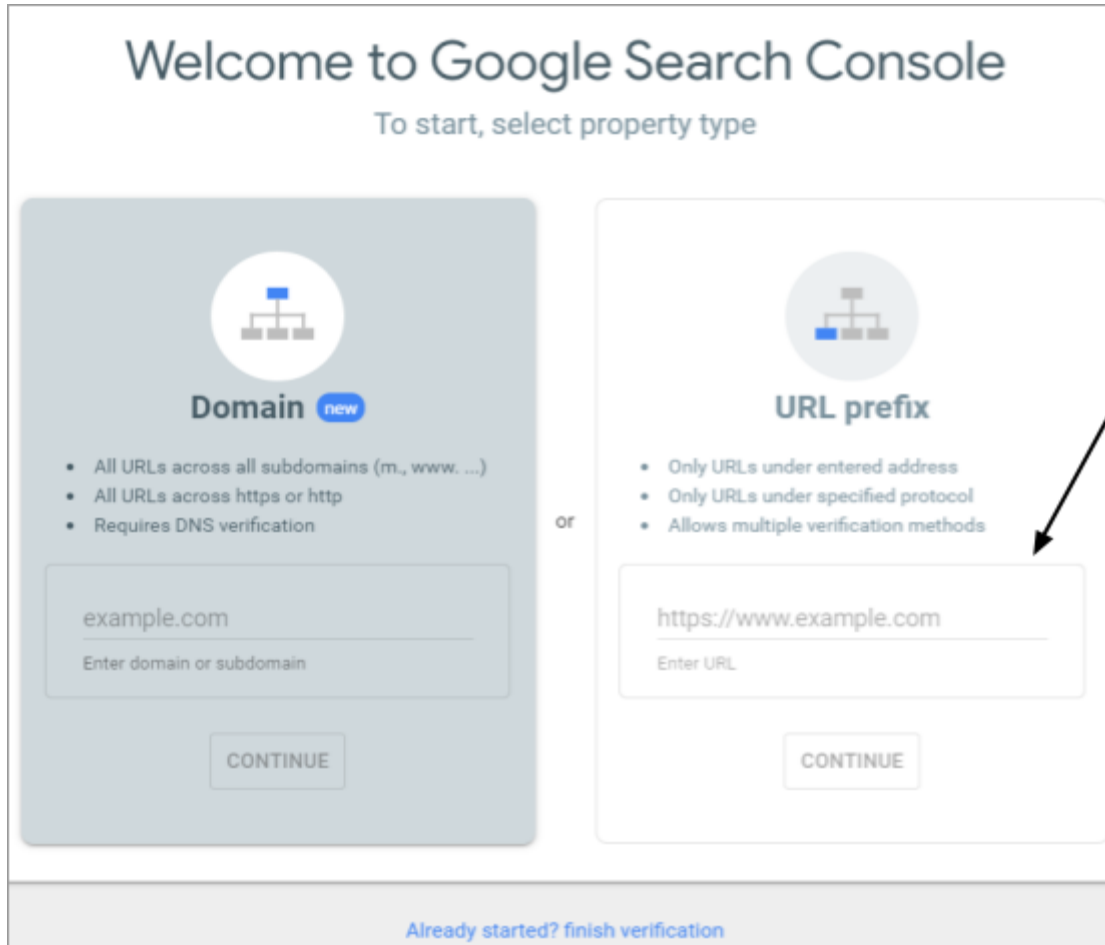 Welcome to Google Search Console
To start, select property type
Domain new
All URLs across all subdomains (m., www. ...)
All URLs across https or http
Requires DNS verification
example.com
Enter domain or subdomain
CONTINUE
or
URL prefix
Only URLs under entered address
Only URLs under specified protocol
Allows multiple verification methods
https://www.example.com
Enter URL
CONTINUE
Already started? finish verification